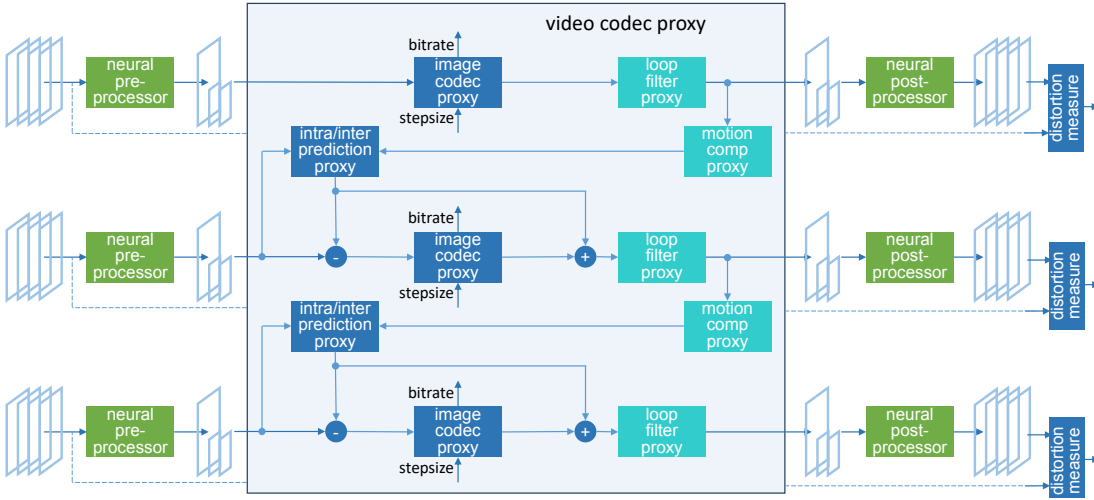 video codec proxy
bitrate
neural
pre-
processor
image
codec
proxy
loop
filter
proxy
neural
post-
processor
distortion
measure
stepsize
intra/inter
prediction
proxy
motion
comp
proxy
bitrate
neural
pre-
processor
-
image
codec
proxy
+
loop
filter
proxy
neural
post-
processor
distortion
measure
stepsize
intra/inter
prediction
proxy
motion
comp
proxy
bitrate
neural
pre-
processor
-
image
codec
proxy
+
loop
filter
proxy
neural
post-
processor
distortion
measure
stepsize